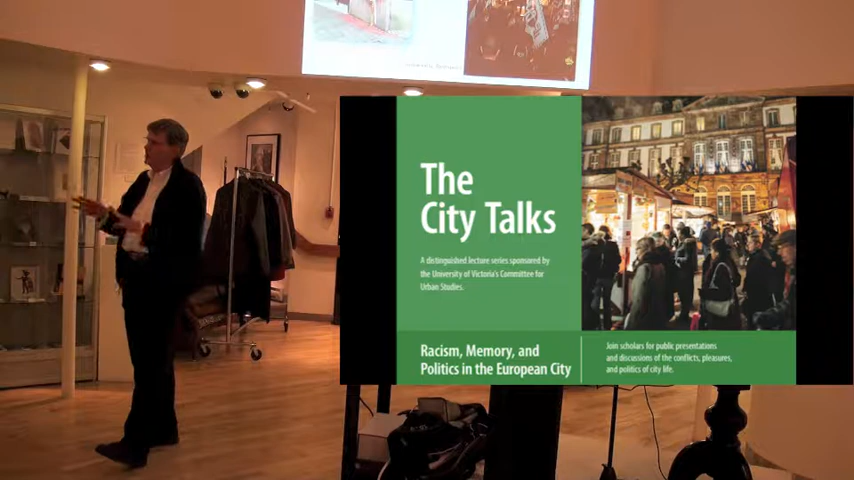 The
City Talks
A distinguished lecture series sponsored by
the University of Victoria's Committee for
Urban Studies.
Racism, Memory, and
Politics in the European City
Join scholars for public presentations
and discussions of the conflicts, pleasures,
and politics of city life.